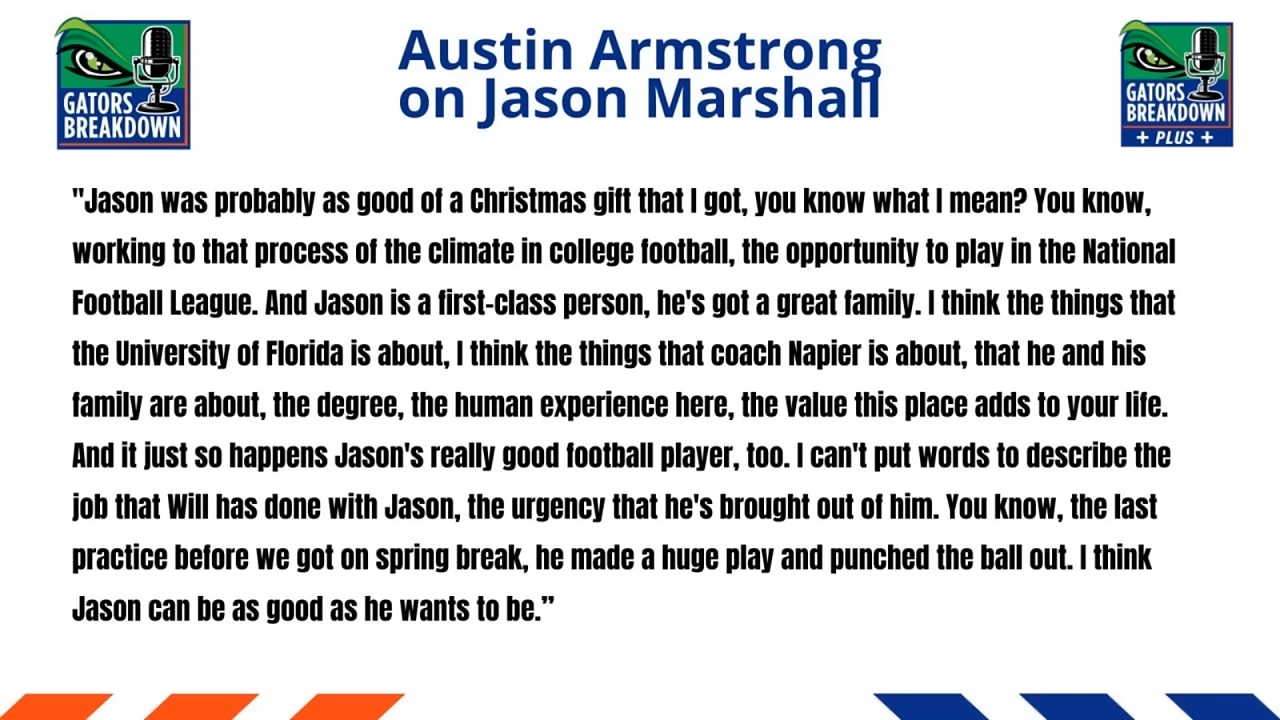 GATORS
BREAKDOWN
Austin Armstrong
on Jason Marshall
GATORS
BREAKDOWN
+ PLUS +
"Jason was probably as good of a Christmas gift that I got, you know what I mean? You know,
working to that process of the climate in college football, the opportunity to play in the National
Football League. And Jason is a first-class person, he's got a great family. I think the things that
the University of Florida is about, I think the things that coach Napier is about, that he and his
family are about, the degree, the human experience here, the value this place adds to your life.
And it just so happens Jason's really good football player, too. I can't put words to describe the
job that Will has done with Jason, the urgency that he's brought out of him. You know, the last
practice before we got on spring break, he made a huge play and punched the ball out. I think
Jason can be as good as he wants to be.”